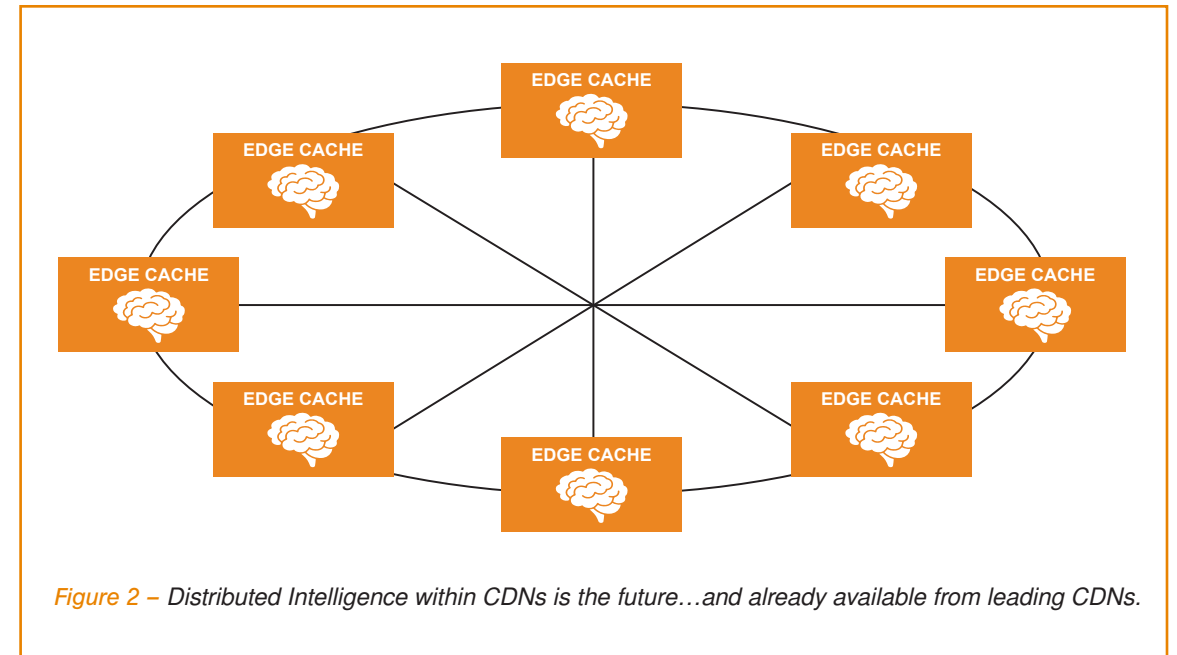 EDGE CACHE
EDGE CACHE
EDGE CACHE
EDGE CACHE
EDGE CACHE
EDGE CACHE
EDGE CACHE
EDGE CACHE
Figure 2 – Distributed Intelligence within CDNs is the future…and already available from leading CDNs.